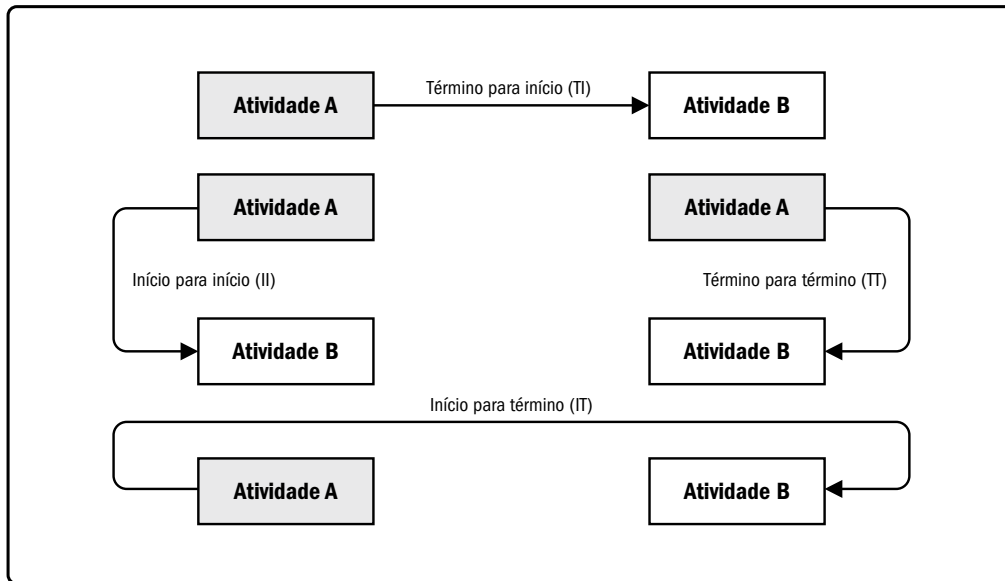 Atividade A
Término para início (TI)
Atividade B
Atividade A
Atividade A
Início para início (II)
Término para término (TT)
Atividade B
Atividade B
Início para término (IT)
Atividade A
Atividade B